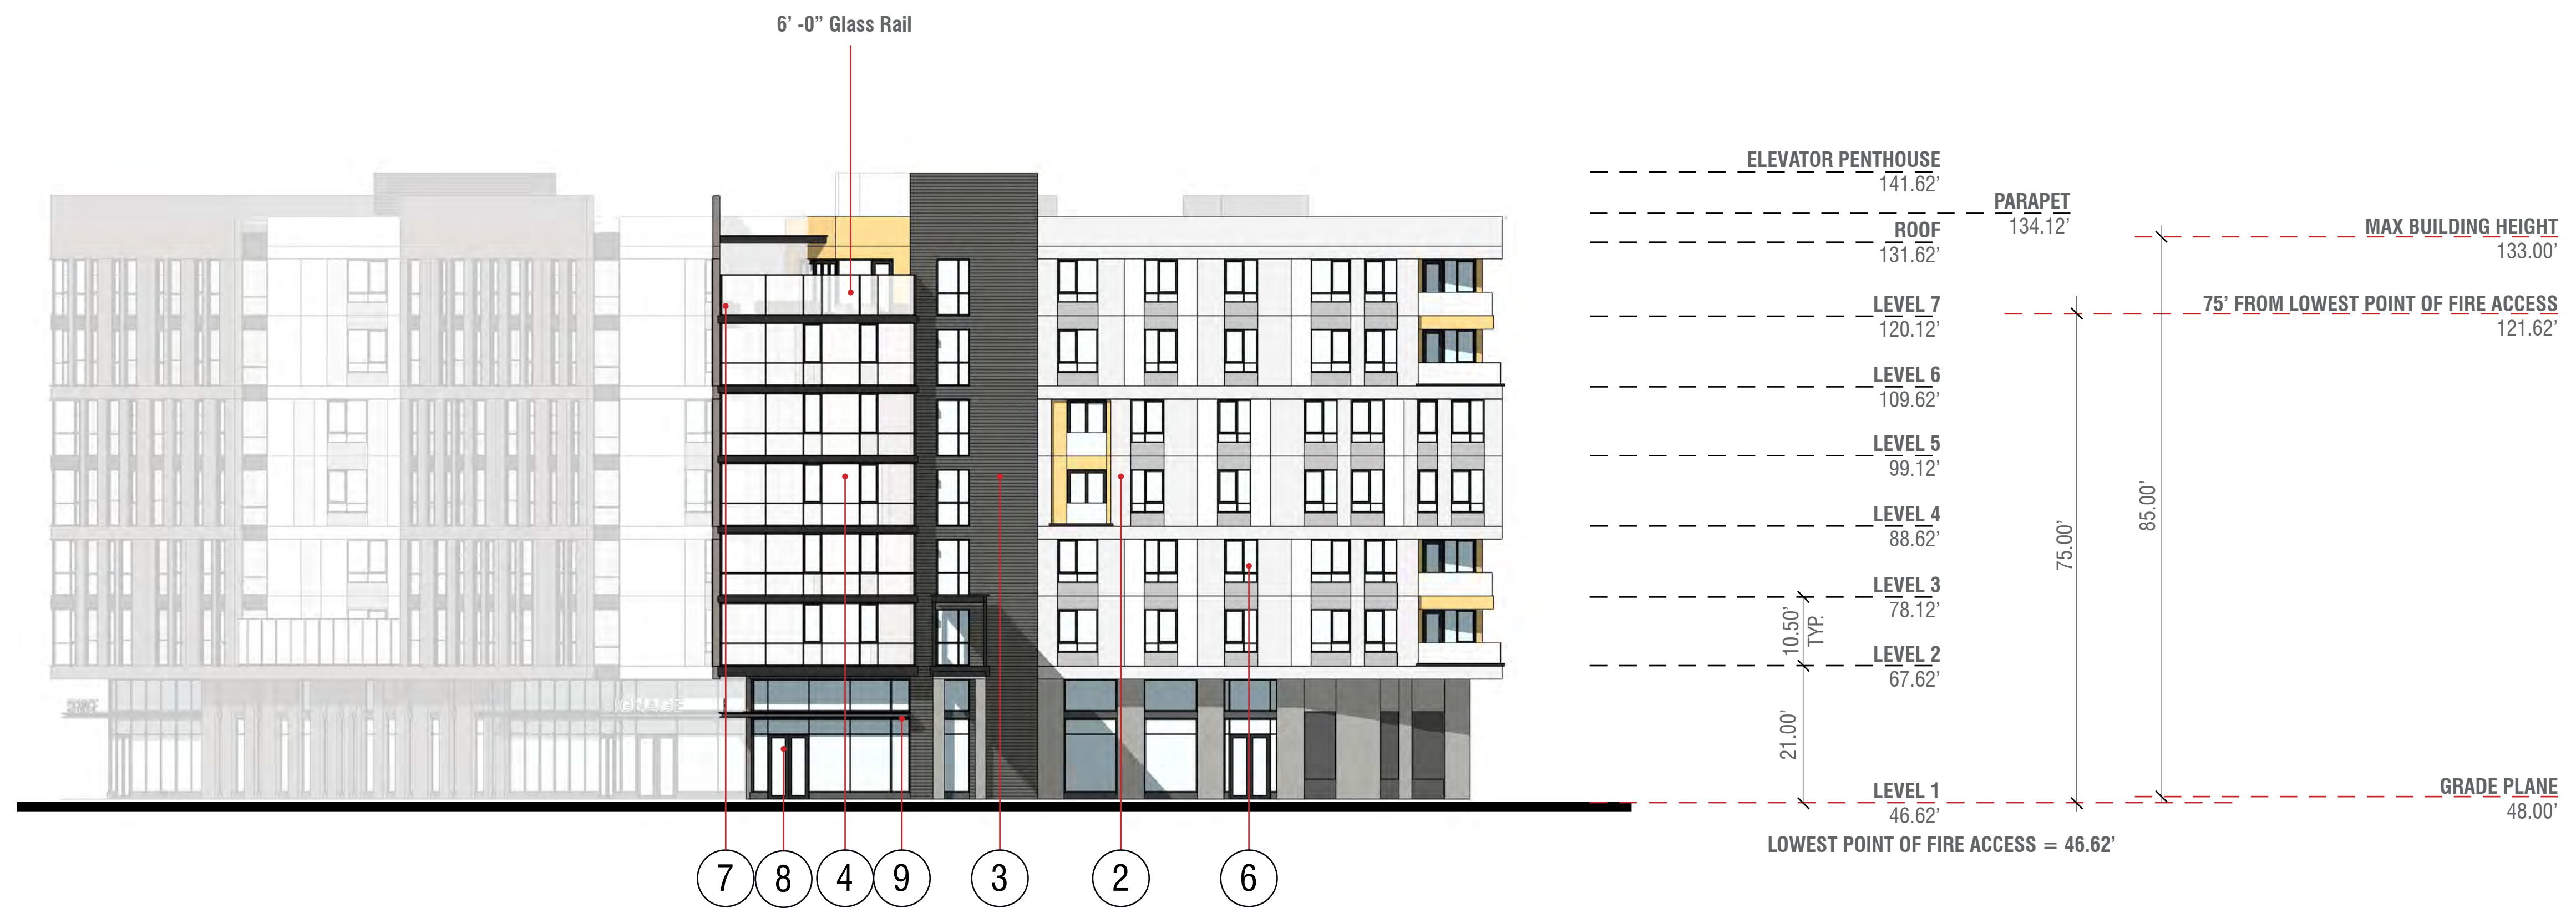 6’ -0” Glass Rail
ELEVATOR PENTHOUSE
141.62’
PARAPET
134.12’
ROOF
131.62’
MAX BUILDING HEIGHT
133.00’
LEVEL 7
120.12’
75’ FROM LOWEST POINT OF FIRE ACCESS
121.62’
LEVEL 6
109.62’
LEVEL 5
99.12’
LEVEL 4
88.62’
LEVEL 3
78.12’
LEVEL 2
67.62’
LEVEL 1
46.62’
GRADE PLANE
48.00’
10.50’
TYP.
21.00’
75.00’
85.00’
LOWEST POINT OF FIRE ACCESS = 46.62’
SIGNAGE
7 8 4 9 3 2 6